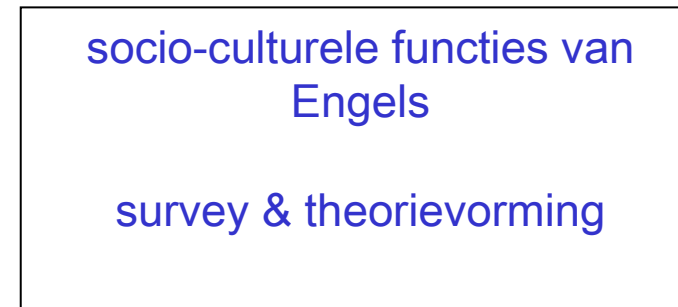 socio-culturele functies van
Engels
survey & theorievorming